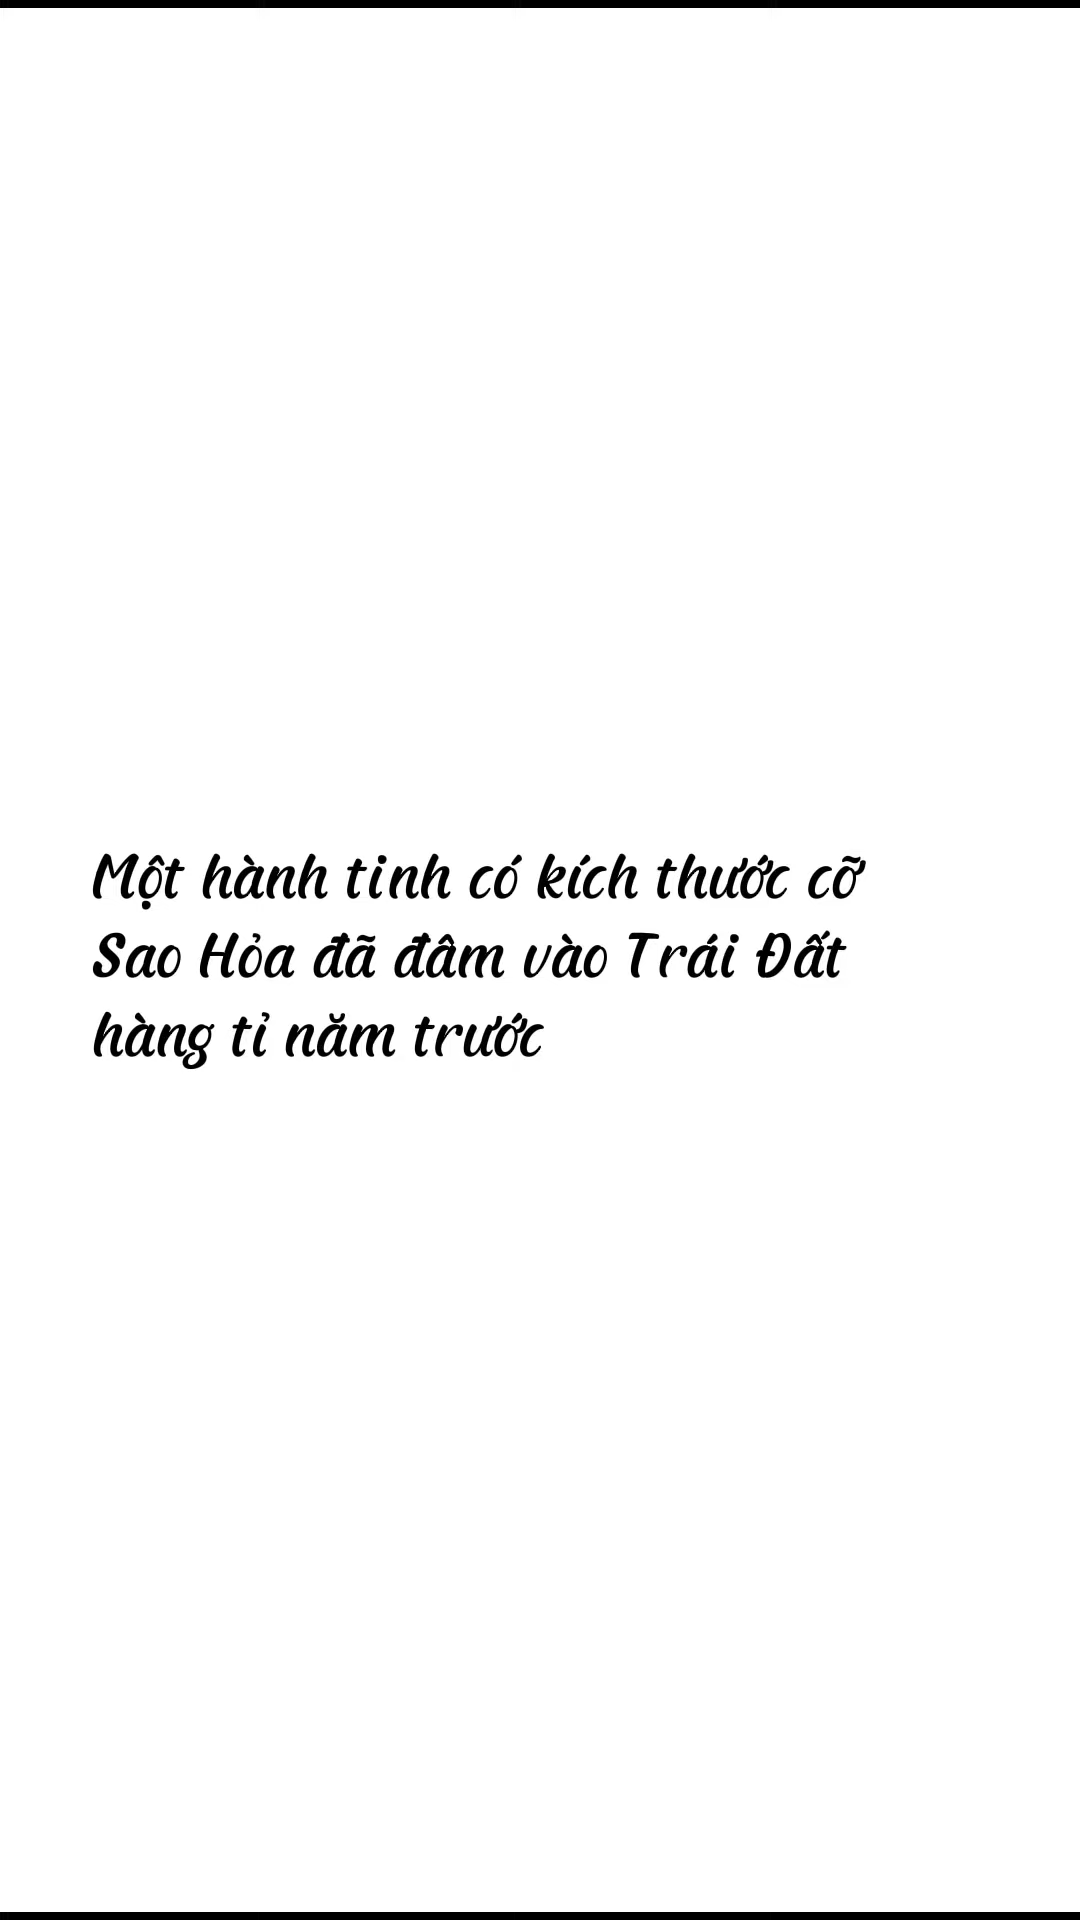 Một hành tinh có kích thước cỡ
Sao Hỏa đã đâm vào Trái Đất
hàng tỉ năm trước